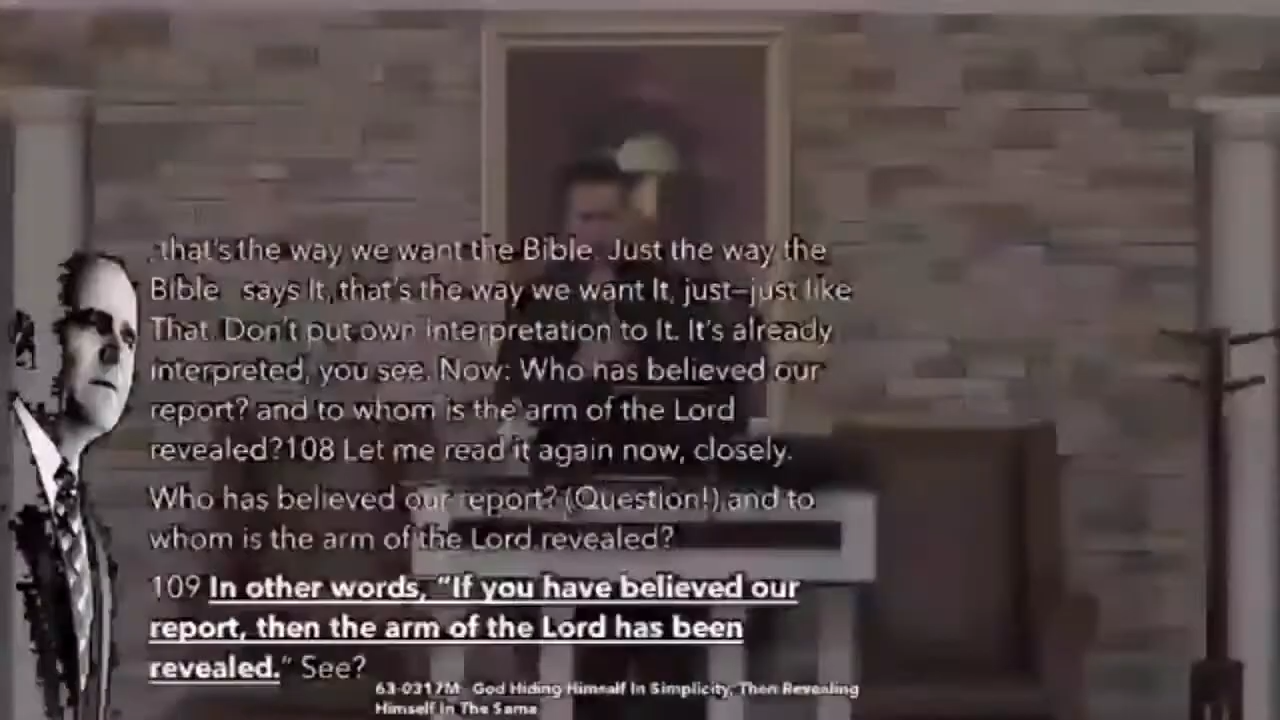 that's the way we want the Bible. Just the way the
Bible says It, that's the way we want It, just–just like
That. Don't put own interpretation to It. It's already
interpreted, you see. Now: Who has believed our
report? and to whom is the arm of the Lord
revealed?108 Let me read it again now, closely.
Who has believed our report? (Question!) and to
whom is the arm of the Lord revealed?
109 In other words, “If you have believed our
report, then the arm of the Lord has been
revealed.” See?
63-0317M - God Hiding Himself In Simplicity, Then Revealing
Himself In The Same